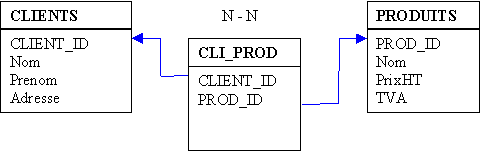 CLIENTS
CLIENT_ID
Nom
Prenom
Adresse
N - N
CLI_PROD
CLIENT_ID
PROD_ID
PRODUITS
PROD_ID
Nom
PrixHT
TVA